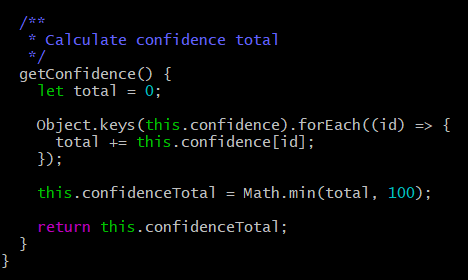 /**
 * Calculate confidence total
 */
getConfidence() {
  let total = 0;

  Object.keys(this.confidence).forEach((id) => {
    total += this.confidence[id];
  });

  this.confidenceTotal = Math.min(total, 100);

  return this.confidenceTotal;
}
}